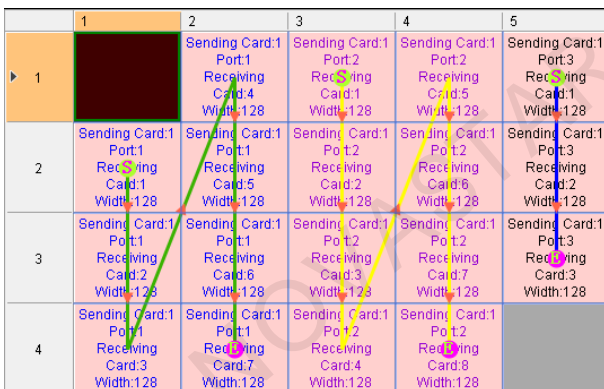 1 2 3 4 5
1
Sending Card:1
Port:1
Receiving
Card:4
Width:128
Sending Card:1
Port:2
Receiving
Card:1
Width:128
Sending Card:1
Port:2
Receiving
Card:5
Width:128
Sending Card:1
Port:3
Receiving
Card:1
Width:128
2
Sending Card:1
Port:1
Receiving
Card:1
Width:128
Sending Card:1
Port:1
Receiving
Card:5
Width:128
Sending Card:1
Port:2
Receiving
Card:2
Width:128
Sending Card:1
Port:2
Receiving
Card:6
Width:128
Sending Card:1
Port:3
Receiving
Card:2
Width:128
3
Sending Card:1
Port:1
Receiving
Card:2
Width:128
Sending Card:1
Port:1
Receiving
Card:6
Width:128
Sending Card:1
Port:2
Receiving
Card:3
Width:128
Sending Card:1
Port:2
Receiving
Card:7
Width:128
Sending Card:1
Port:3
Receiving
Card:3
Width:128
4
Sending Card:1
Port:1
Receiving
Card:3
Width:128
Sending Card:1
Port:1
Receiving
Card:7
Width:128
Sending Card:1
Port:2
Receiving
Card:4
Width:128
Sending Card:1
Port:2
Receiving
Card:8
Width:128
S
S
S
E
E
E
NOVASTAR